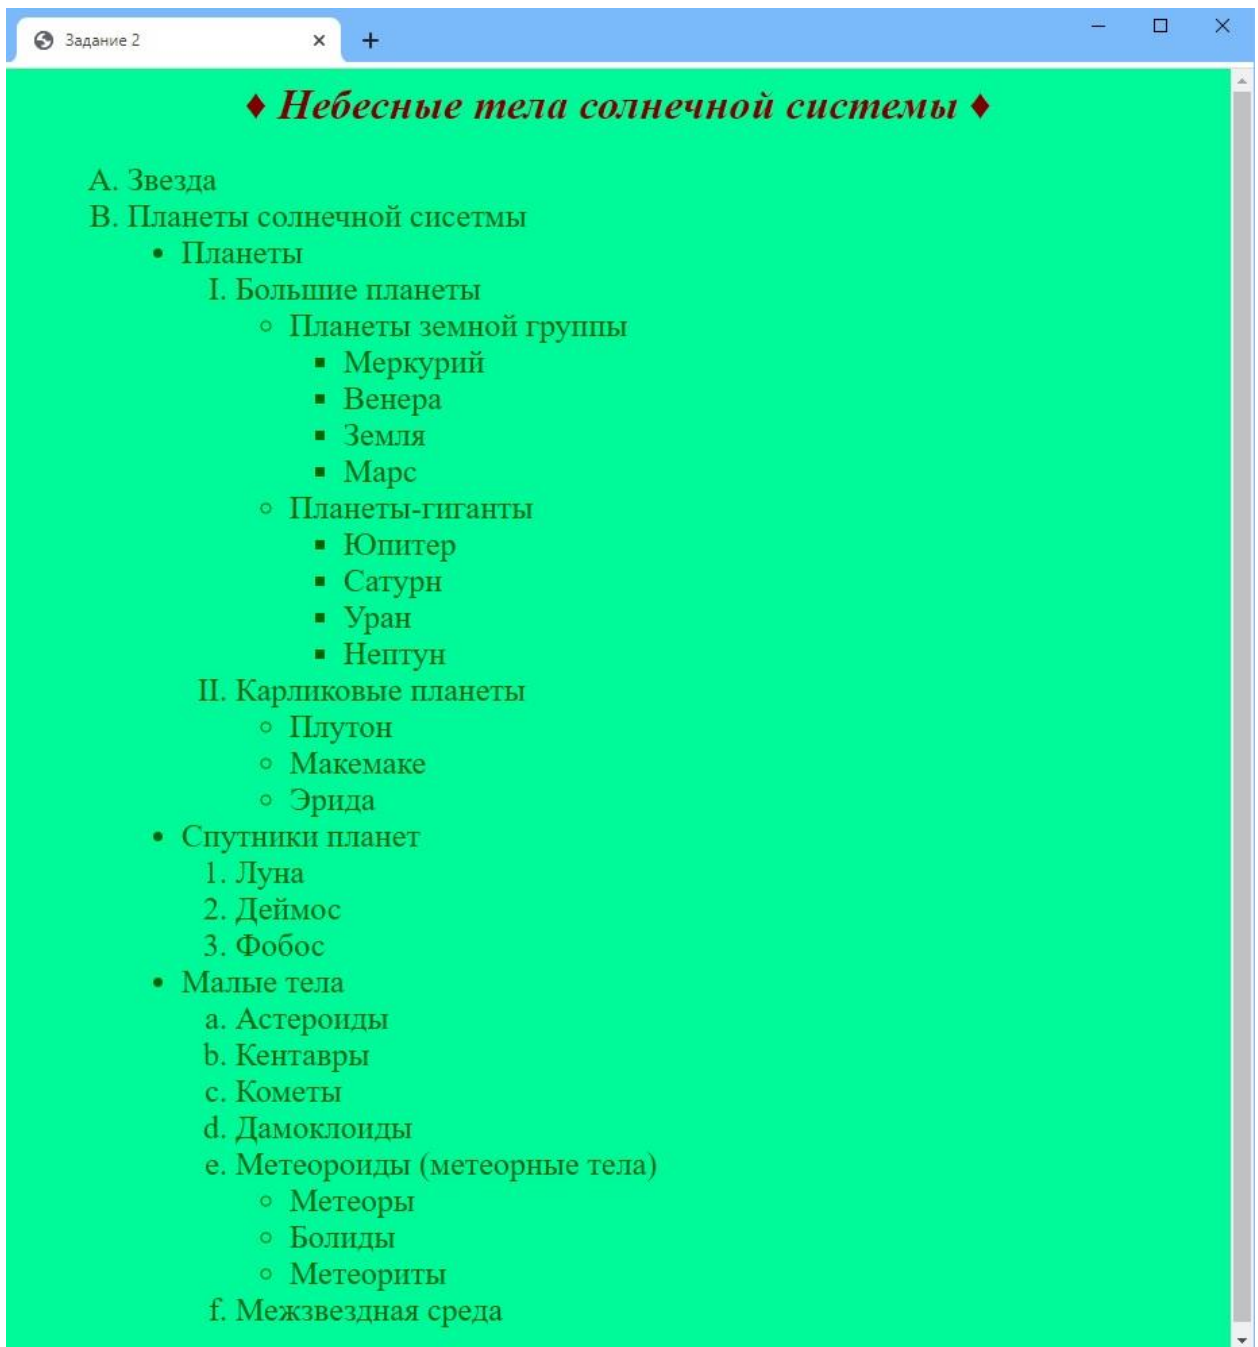 Задание 2
♦ Небесные тела солнечной системы ♦
A. Звезда
B. Планеты солнечной сисетмы
• Планеты
I. Большие планеты
◦ Планеты земной группы
▪ Меркурий
▪ Венера
▪ Земля
▪ Марс
◦ Планеты-гиганты
▪ Юпитер
▪ Сатурн
▪ Уран
▪ Нептун
II. Карликовые планеты
◦ Плутон
◦ Макемаке
◦ Эрида
• Спутники планет
1. Луна
2. Деймос
3. Фобос
• Малые тела
a. Астероиды
b. Кентавры
c. Кометы
d. Дамоклоиды
e. Метеороиды (метеорные тела)
◦ Метеоры
◦ Болиды
◦ Метеориты
f. Межзвездная среда